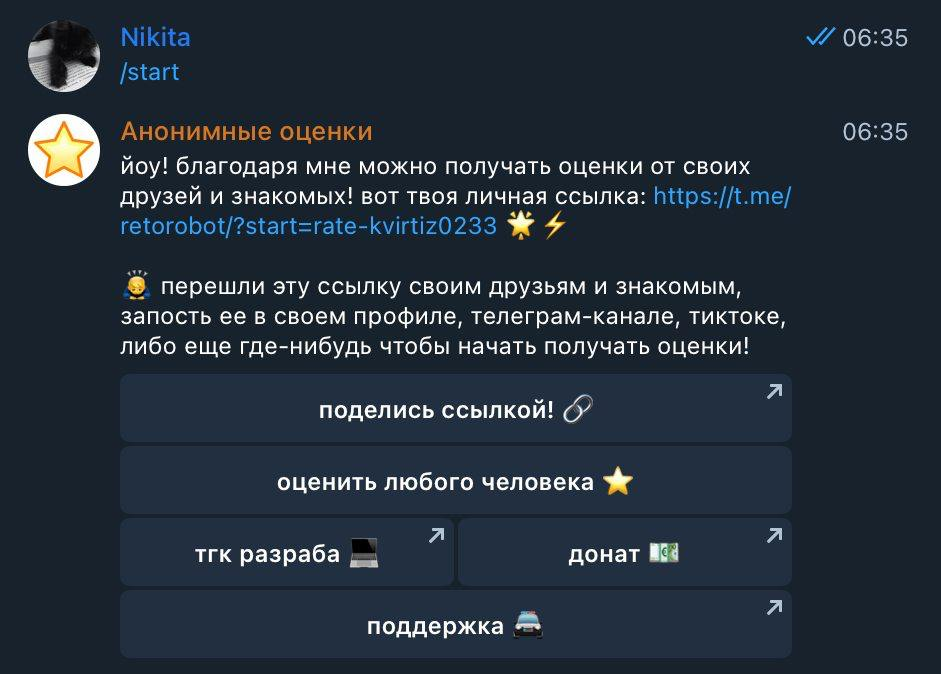 Nikita 06:35
/start
Анонимные оценки 06:35
йоу! благодаря мне можно получать оценки от своих
друзей и знакомых! вот твоя личная ссылка: https://t.me/
retorobot/?start=rate-kvirtiz0233 🌟⚡
🙇 перешли эту ссылку своим друзьям и знакомым,
запость ее в своем профиле, телеграм-канале, тиктоке,
либо еще где-нибудь чтобы начать получать оценки!
поделись ссылкой! 🔗
оценить любого человека ⭐
тгк разраба 💻 донат 💶
поддержка 🚔